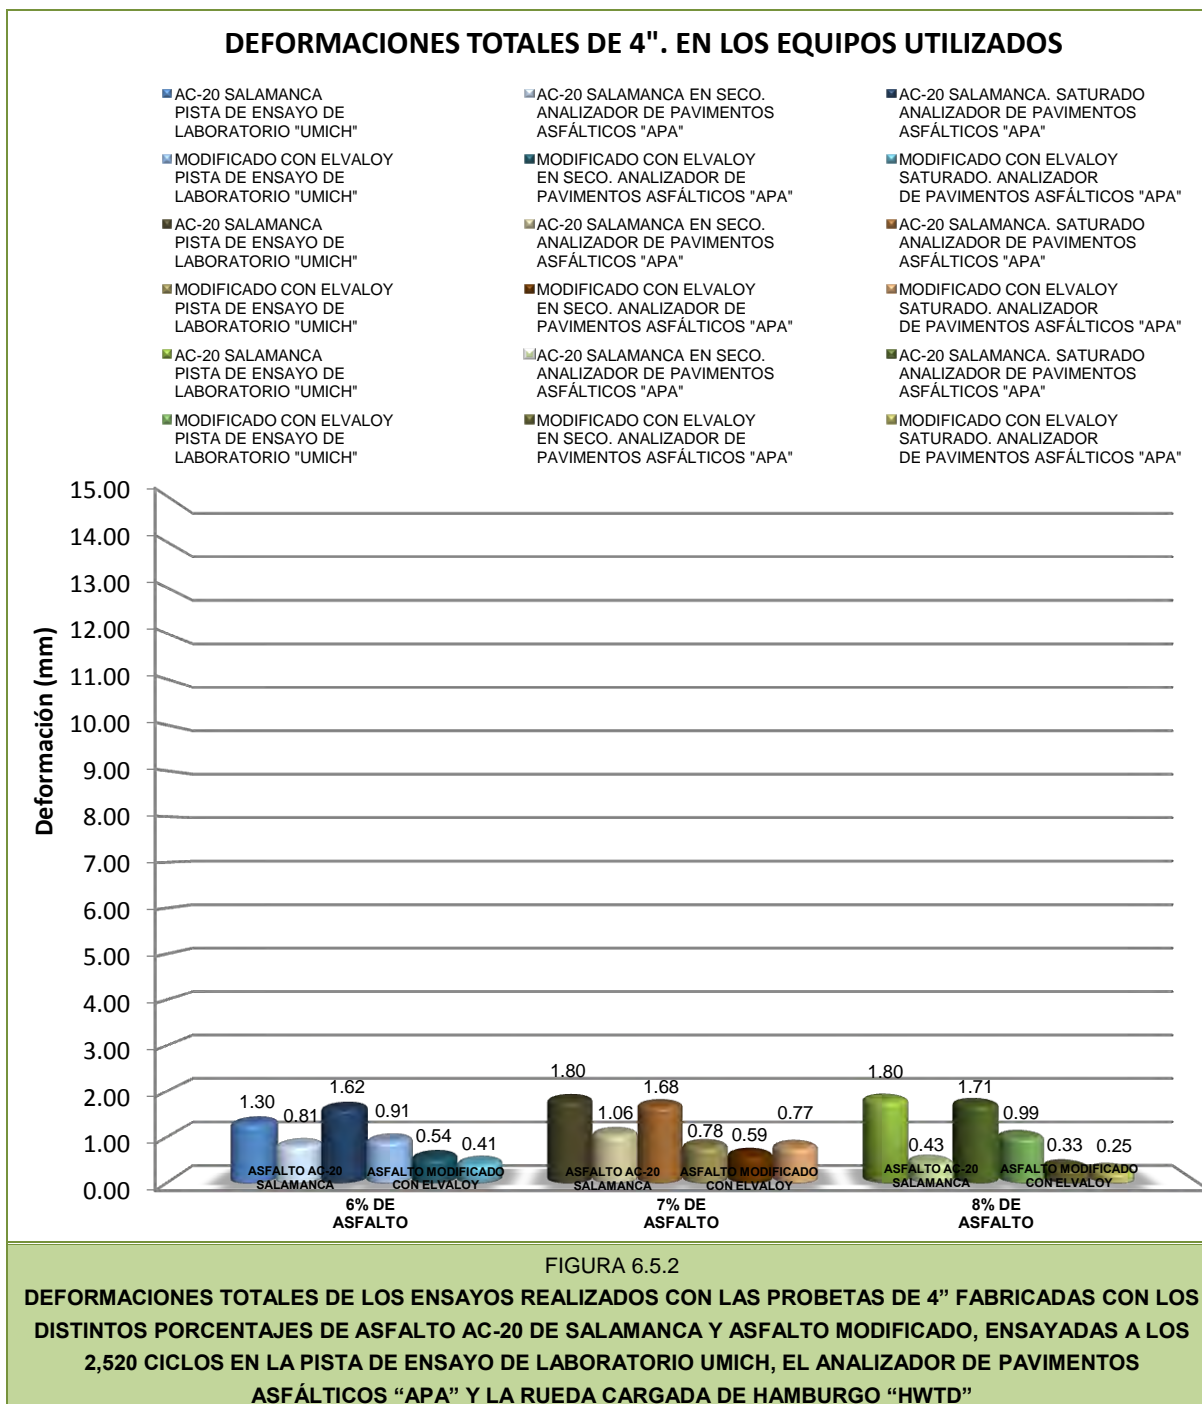 DEFORMACIONES TOTALES DE 4". EN LOS EQUIPOS UTILIZADOS
AC-20 SALAMANCA
PISTA DE ENSAYO DE
LABORATORIO "UMICH"
AC-20 SALAMANCA EN SECO.
ANALIZADOR DE PAVIMENTOS
ASFÁLTICOS "APA"
AC-20 SALAMANCA. SATURADO
ANALIZADOR DE PAVIMENTOS
ASFÁLTICOS "APA"
MODIFICADO CON ELVALOY
PISTA DE ENSAYO DE
LABORATORIO "UMICH"
MODIFICADO CON ELVALOY
EN SECO. ANALIZADOR DE
PAVIMENTOS ASFÁLTICOS "APA"
MODIFICADO CON ELVALOY
SATURADO. ANALIZADOR
DE PAVIMENTOS ASFÁLTICOS "APA"
AC-20 SALAMANCA
PISTA DE ENSAYO DE
LABORATORIO "UMICH"
AC-20 SALAMANCA EN SECO.
ANALIZADOR DE PAVIMENTOS
ASFÁLTICOS "APA"
AC-20 SALAMANCA. SATURADO
ANALIZADOR DE PAVIMENTOS
ASFÁLTICOS "APA"
MODIFICADO CON ELVALOY
PISTA DE ENSAYO DE
LABORATORIO "UMICH"
MODIFICADO CON ELVALOY
EN SECO. ANALIZADOR DE
PAVIMENTOS ASFÁLTICOS "APA"
MODIFICADO CON ELVALOY
SATURADO. ANALIZADOR
DE PAVIMENTOS ASFÁLTICOS "APA"
AC-20 SALAMANCA
PISTA DE ENSAYO DE
LABORATORIO "UMICH"
AC-20 SALAMANCA EN SECO.
ANALIZADOR DE PAVIMENTOS
ASFÁLTICOS "APA"
AC-20 SALAMANCA. SATURADO
ANALIZADOR DE PAVIMENTOS
ASFÁLTICOS "APA"
MODIFICADO CON ELVALOY
PISTA DE ENSAYO DE
LABORATORIO "UMICH"
MODIFICADO CON ELVALOY
EN SECO. ANALIZADOR DE
PAVIMENTOS ASFÁLTICOS "APA"
MODIFICADO CON ELVALOY
SATURADO. ANALIZADOR
DE PAVIMENTOS ASFÁLTICOS "APA"
Deformación (mm)
15.00
14.00
13.00
12.00
11.00
10.00
9.00
8.00
7.00
6.00
5.00
4.00
3.00
2.00
1.00
0.00
1.30
0.81
1.62
0.91
0.54
0.41
1.80
1.06
1.68
0.78
0.59
0.77
1.80
0.43
1.71
0.99
0.33
0.25
ASFALTO AC-20
SALAMANCA
ASFALTO MODIFICADO
CON ELVALOY
ASFALTO AC-20
SALAMANCA
ASFALTO MODIFICADO
CON ELVALOY
ASFALTO AC-20
SALAMANCA
ASFALTO MODIFICADO
CON ELVALOY
6% DE
ASFALTO
7% DE
ASFALTO
8% DE
ASFALTO
FIGURA 6.5.2
DEFORMACIONES TOTALES DE LOS ENSAYOS REALIZADOS CON LAS PROBETAS DE 4” FABRICADAS CON LOS
DISTINTOS PORCENTAJES DE ASFALTO AC-20 DE SALAMANCA Y ASFALTO MODIFICADO, ENSAYADAS A LOS
2,520 CICLOS EN LA PISTA DE ENSAYO DE LABORATORIO UMICH, EL ANALIZADOR DE PAVIMENTOS
ASFÁLTICOS “APA” Y LA RUEDA CARGADA DE HAMBURGO “HWTD”